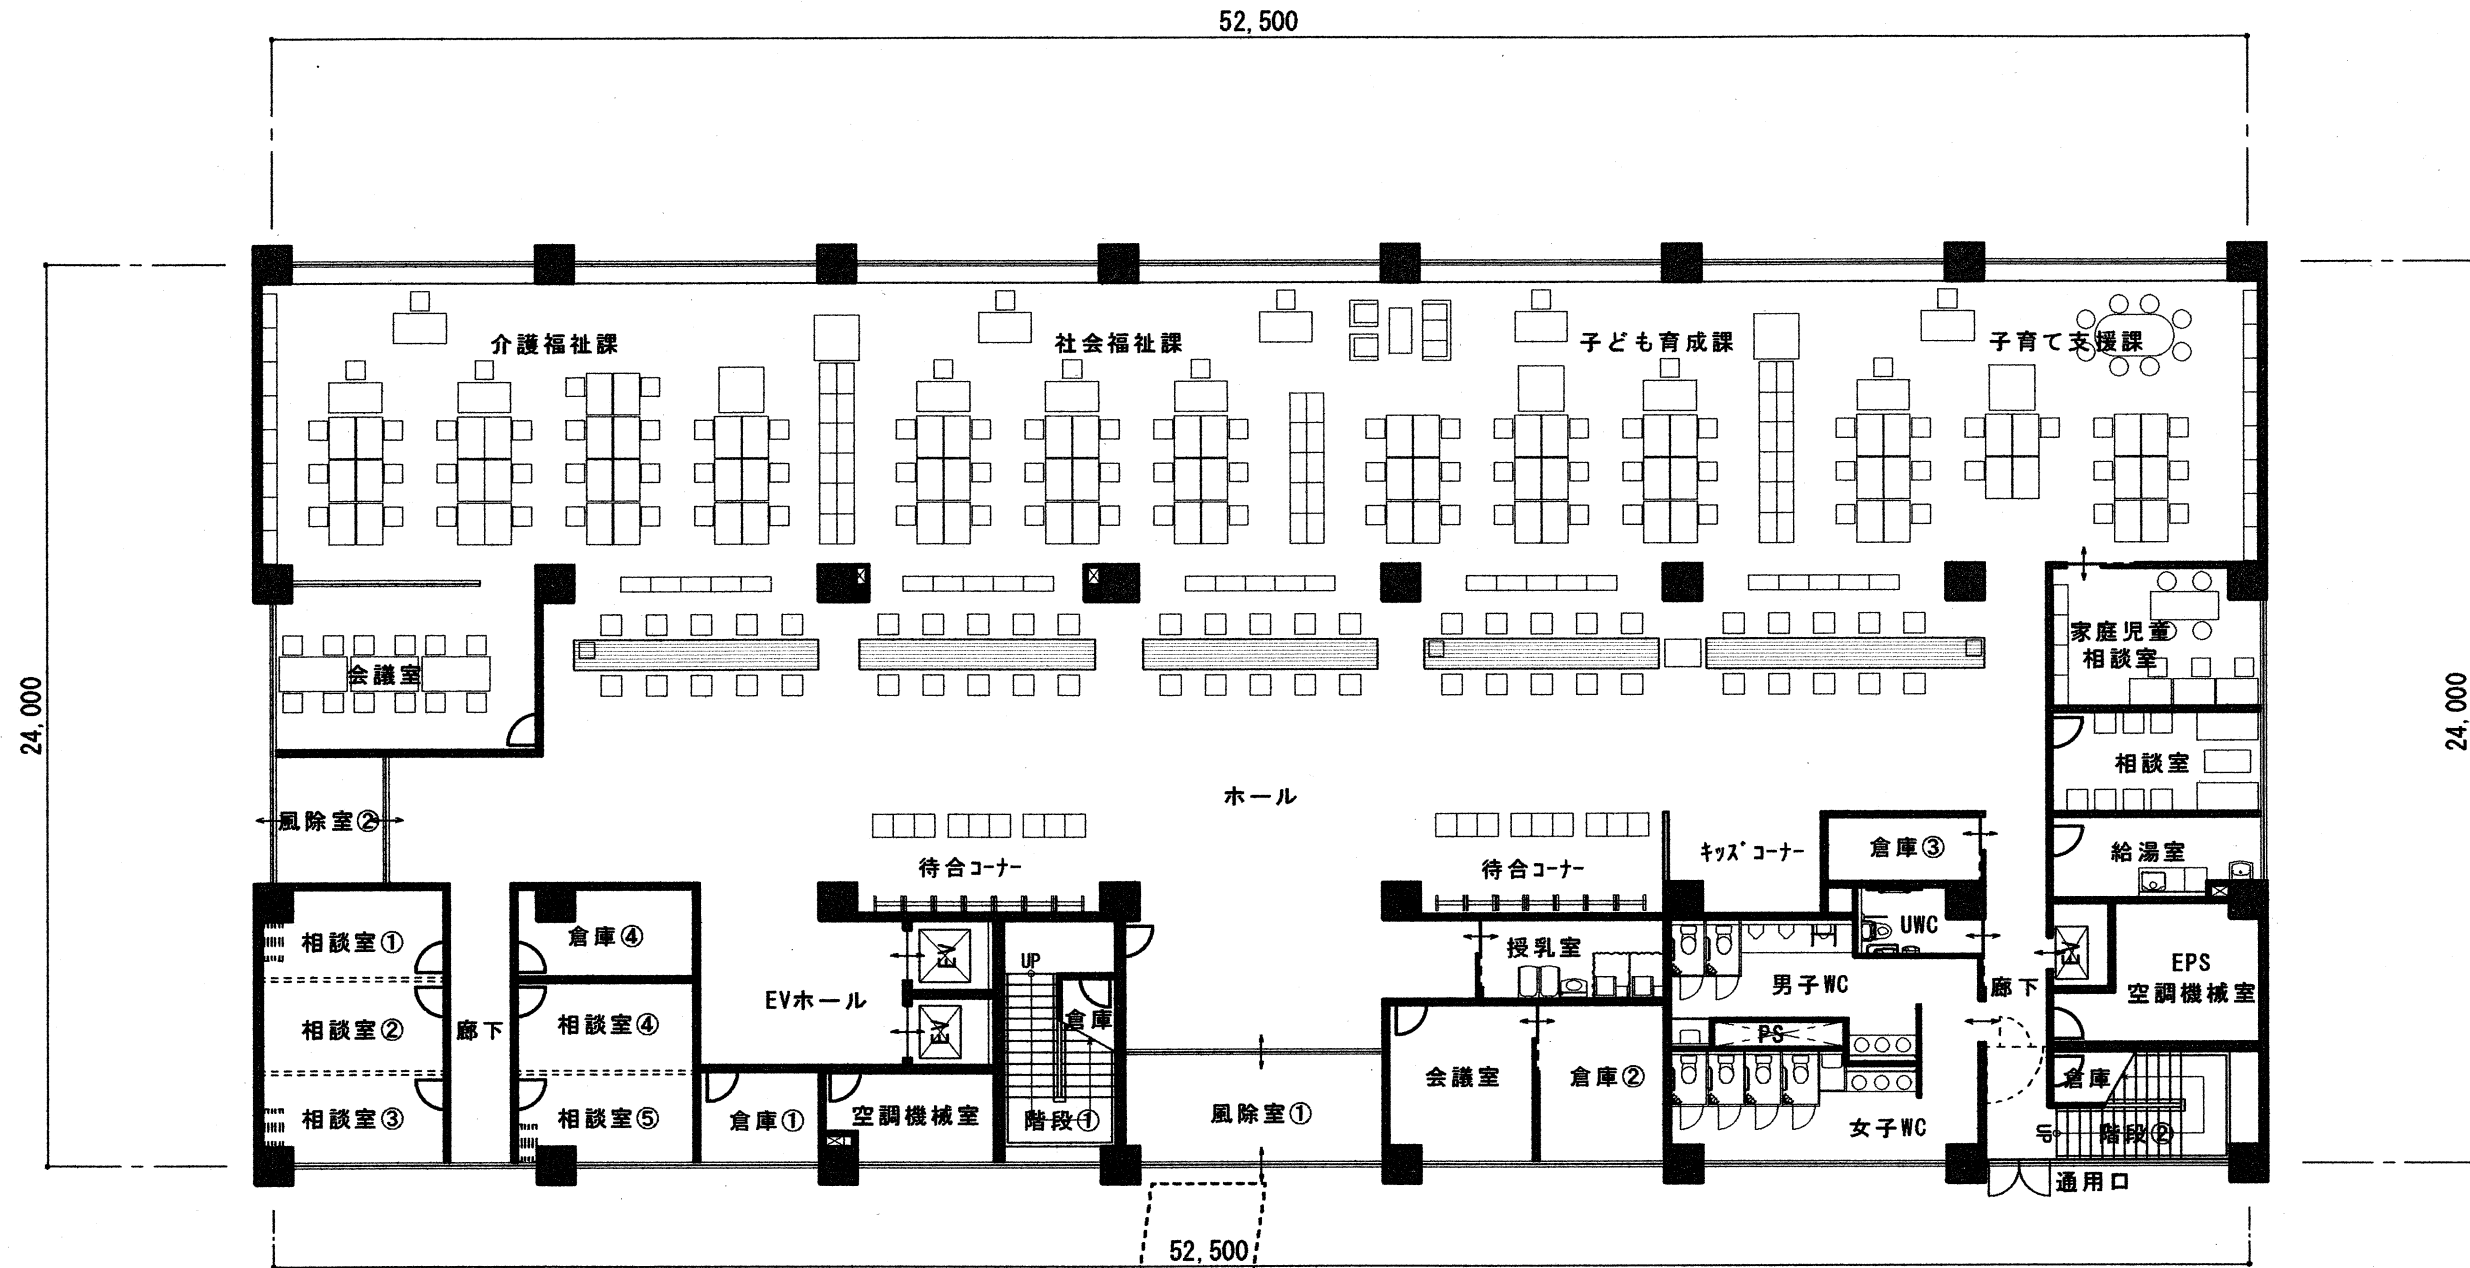 52,500
介護福祉課
社会福祉課
子ども育成課
子育て支援課
24,000
24,000
会議室
家庭児童
相談室
相談室
ホール
風除室②
待合コーナー
待合コーナー
キッズコーナー
倉庫③
給湯室
相談室①
倉庫④
EV
UP
授乳室
UWC
EV
EPS
空調機械室
EVホール
男子WC
廊下
相談室②
廊下
相談室④
EV
倉庫
PS
会議室
倉庫②
倉庫
相談室③
相談室⑤
倉庫①
空調機械室
階段①
風除室①
女子WC
UP
階段②
通用口
52,500